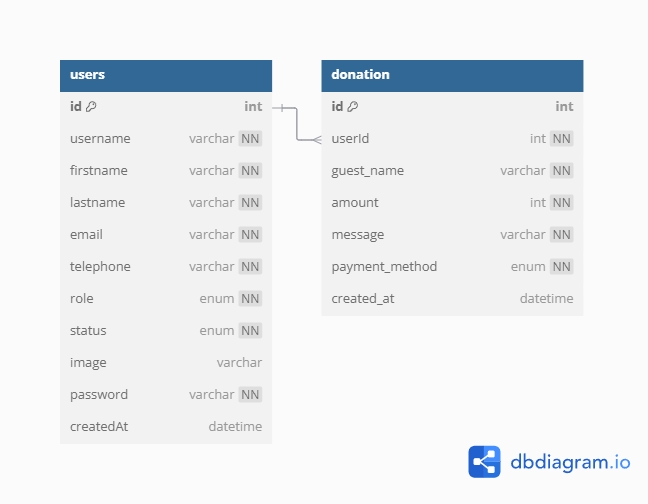 users
id int
username varchar NN
firstname varchar NN
lastname varchar NN
email varchar NN
telephone varchar NN
role enum NN
status enum NN
image varchar
password varchar NN
createdAt datetime
donation
id int
userId int NN
guest_name varchar NN
amount int NN
message varchar NN
payment_method enum NN
created_at datetime
dbdiagram.io